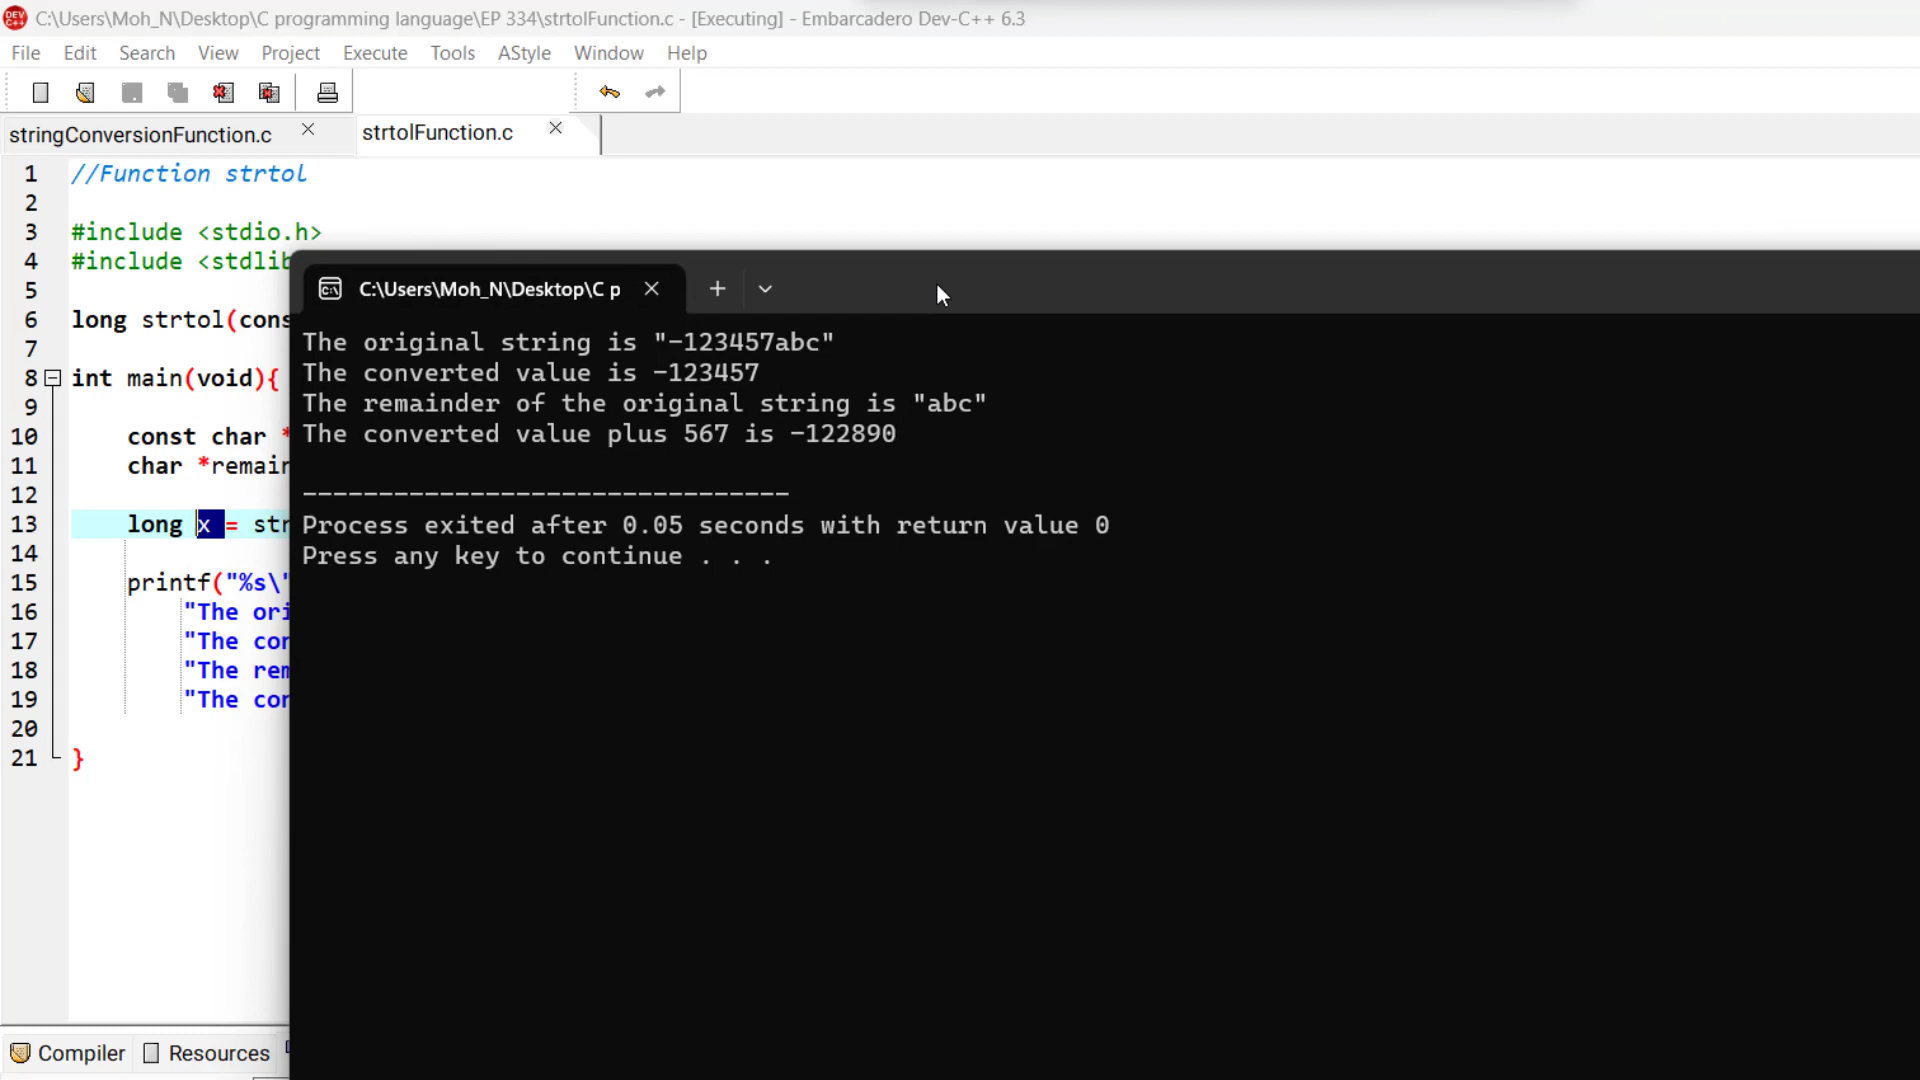 C:\Users\Moh_N\Desktop\C programming language\EP 334\strtolFunction.c - [Executing] - Embarcadero Dev-C++ 6.3
File Edit Search View Project Execute Tools AStyle Window Help
stringConversionFunction.c strtolFunction.c
1 //Function strtol
2
3 #include <stdio.h>
4 #include <stdlib
5
6 long strtol(cons
7
8 int main(void){
9
10 const char *
11 char *remain
12
13 long x = str
14
15 printf("%s\"
16 "The ori
17 "The con
18 "The rem
19 "The con
20
21 }
C:\Users\Moh_N\Desktop\C p
The original string is "-123457abc"
The converted value is -123457
The remainder of the original string is "abc"
The converted value plus 567 is -122890
--------------------------------
Process exited after 0.05 seconds with return value 0
Press any key to continue . . .
Compiler Resources